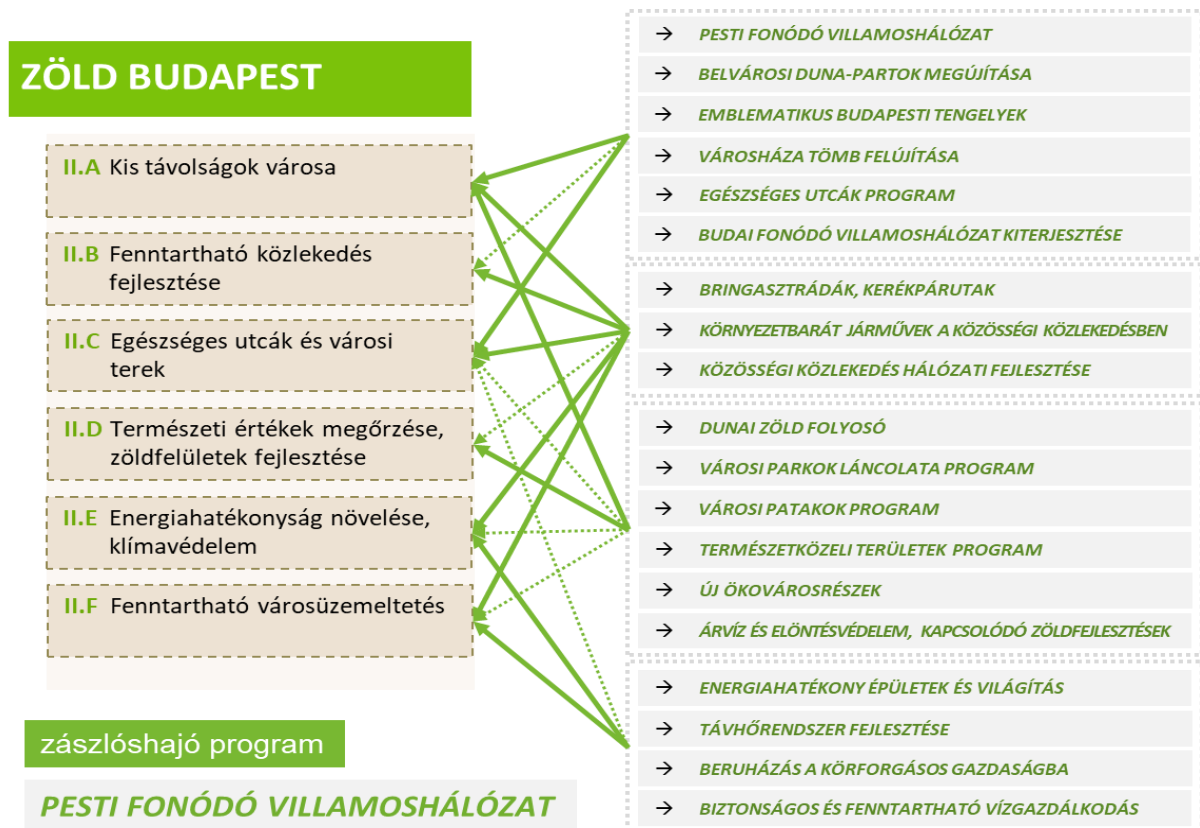 ZÖLD BUDAPEST
II.A Kis távolságok városa
II.B Fenntartható közlekedés
fejlesztése
II.C Egészséges utcák és városi
terek
II.D Természeti értékek megőrzése,
zöldfelületek fejlesztése
II.E Energiahatékonyság növelése,
klímavédelem
II.F Fenntartható városüzemeltetés
zászlóshajó program
PESTI FONÓDÓ VILLAMOSHÁLÓZAT
→ PESTI FONÓDÓ VILLAMOSHÁLÓZAT
→ BELVÁROSI DUNA-PARTOK MEGÚJÍTÁSA
→ EMBLEMATIKUS BUDAPESTI TENGELYEK
→ VÁROSHÁZA TÖMB FELÚJÍTÁSA
→ EGÉSZSÉGES UTCÁK PROGRAM
→ BUDAI FONÓDÓ VILLAMOSHÁLÓZAT KITERJESZTÉSE
→ BRINGASZTRÁDÁK, KERÉKPÁRUTAK
→ KÖRNYEZETBARÁT JÁRMŰVEK A KÖZÖSSÉGI KÖZLEKEDÉSBEN
→ KÖZÖSSÉGI KÖZLEKEDÉS HÁLÓZATI FEJLESZTÉSE
→ DUNAI ZÖLD FOLYOSÓ
→ VÁROSI PARKOK LÁNCOLATA PROGRAM
→ VÁROSI PATAKOK PROGRAM
→ TERMÉSZETKÖZELI TERÜLETEK PROGRAM
→ ÚJ ÖKOVÁROSRÉSZEK
→ ÁRVÍZ ÉS ELÖNTÉSVÉDELEM, KAPCSOLÓDÓ ZÖLDFEJLESZTÉSEK
→ ENERGIAHATÉKONY ÉPÜLETEK ÉS VILÁGÍTÁS
→ TÁVHŐRENDSZER FEJLESZTÉSE
→ BERUHÁZÁS A KÖRFORGÁSOS GAZDASÁGBA
→ BIZTONSÁGOS ÉS FENNTARTHATÓ VÍZGAZDÁLKODÁS